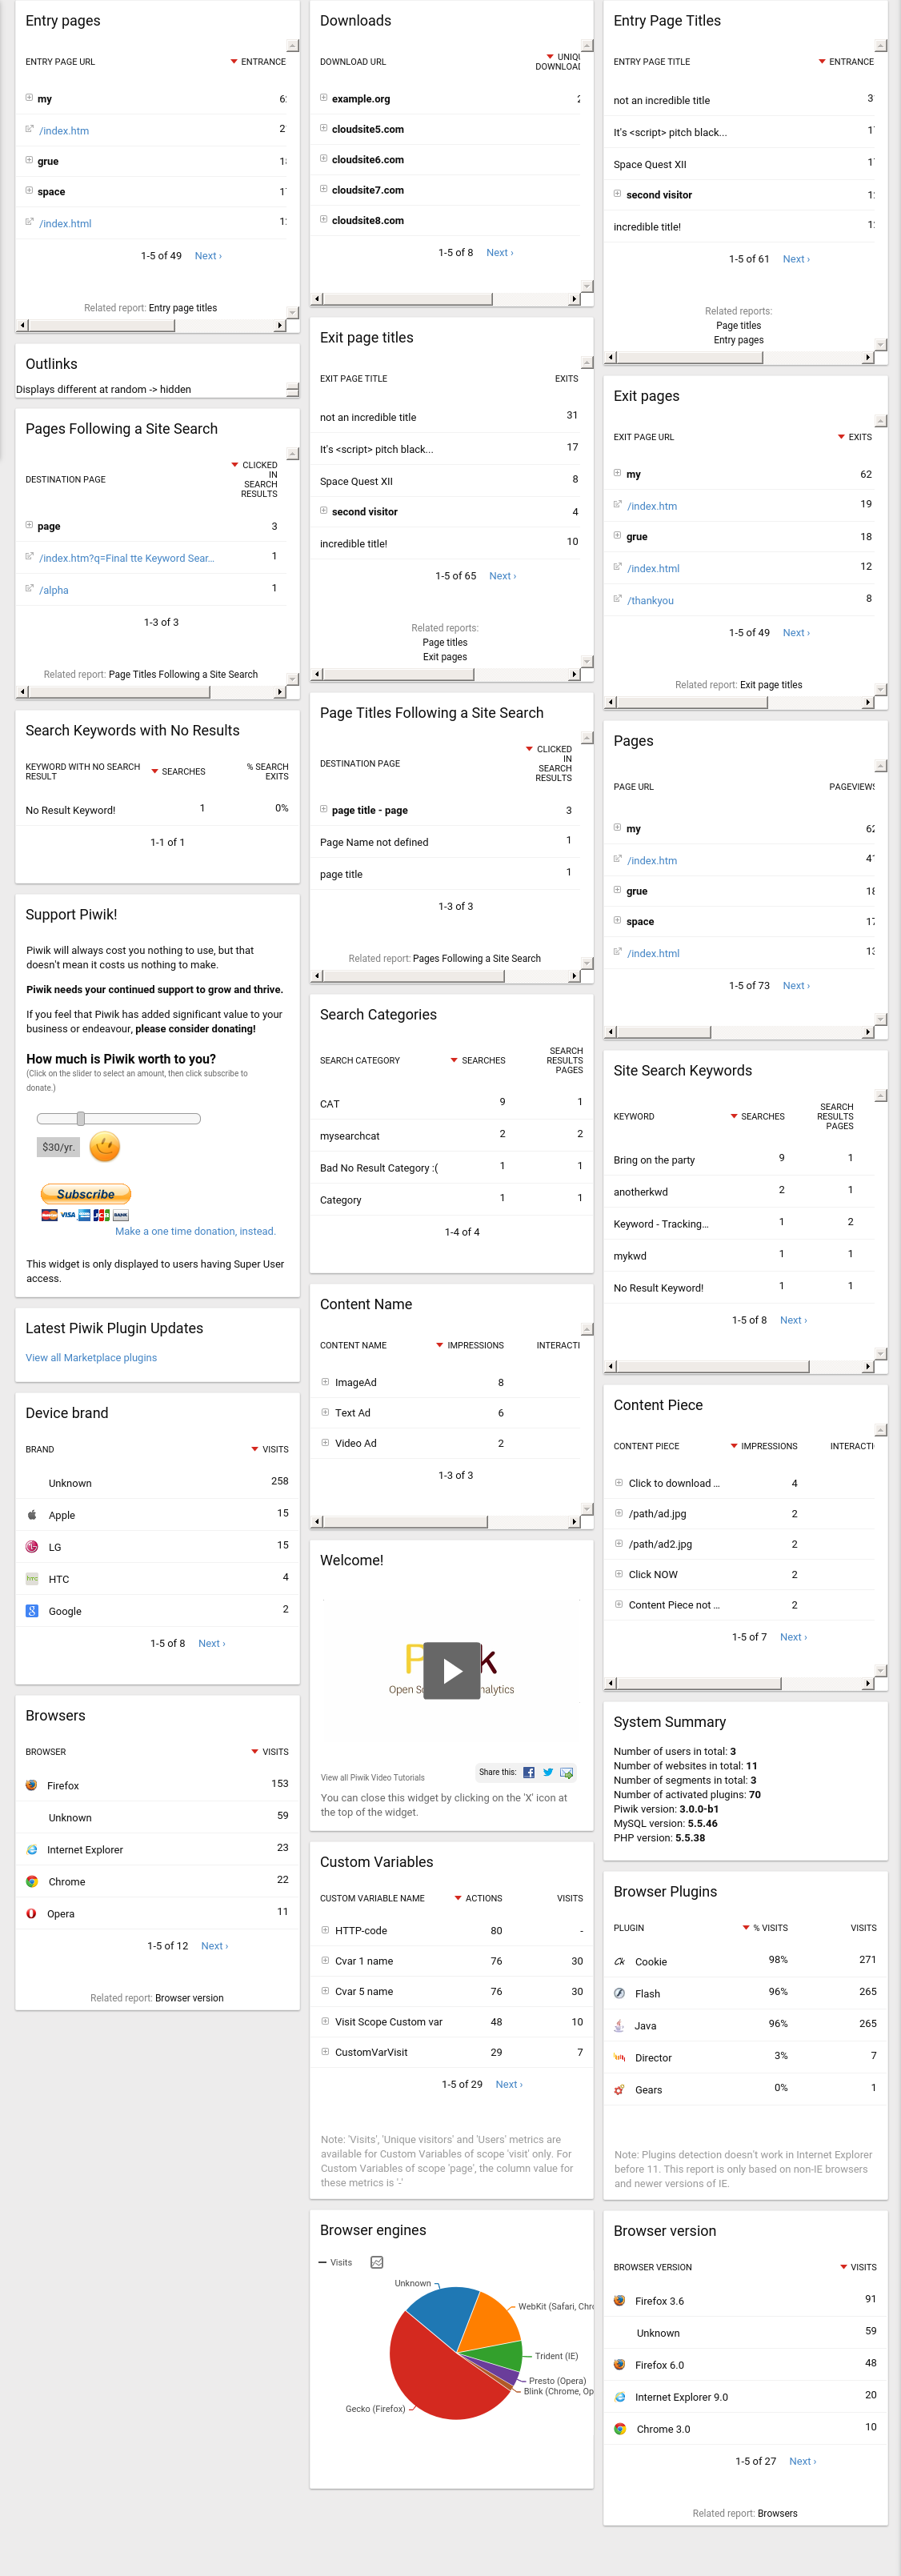 Entry pages
ENTRY PAGE URL ENTRANCE
my
/index.htm
grue
space
/index.html
1-5 of 49 Next ›
Related report: Entry page titles
Outlinks
Displays different at random -> hidden
Pages Following a Site Search
DESTINATION PAGE CLICKED IN SEARCH RESULTS
page 3
/index.htm?q=Final tte Keyword Sear... 1
/alpha 1
1-3 of 3
Related report: Page Titles Following a Site Search
Search Keywords with No Results
KEYWORD WITH NO SEARCH RESULT SEARCHES % SEARCH EXITS
No Result Keyword! 1 0%
1-1 of 1
Support Piwik!
Piwik will always cost you nothing to use, but that
doesn't mean it costs us nothing to make.
Piwik needs your continued support to grow and thrive.
If you feel that Piwik has added significant value to your
business or endeavour, please consider donating!
How much is Piwik worth to you?
(Click on the slider to select an amount, then click subscribe to
donate.)
$30/yr.
Subscribe
VISA
BANK
Make a one time donation, instead.
This widget is only displayed to users having Super User
access.
Latest Piwik Plugin Updates
View all Marketplace plugins
Device brand
BRAND VISITS
Unknown 258
Apple 15
LG 15
HTC 4
Google 2
1-5 of 8 Next ›
Browsers
BROWSER VISITS
Firefox 153
Unknown 59
Internet Explorer 23
Chrome 22
Opera 11
1-5 of 12 Next ›
Related report: Browser version
Downloads
DOWNLOAD URL
example.org
cloudsite5.com
cloudsite6.com
cloudsite7.com
cloudsite8.com
1-5 of 8 Next ›
Exit page titles
EXIT PAGE TITLE EXITS
not an incredible title 31
It's <script> pitch black... 17
Space Quest XII 8
second visitor 4
incredible title! 10
1-5 of 65 Next ›
Related reports:
Page titles
Exit pages
Page Titles Following a Site Search
DESTINATION PAGE CLICKED IN SEARCH RESULTS
page title - page 3
Page Name not defined 1
page title 1
1-3 of 3
Related report: Pages Following a Site Search
Search Categories
SEARCH CATEGORY SEARCHES SEARCH RESULTS PAGES
CAT 9 1
mysearchcat 2 2
Bad No Result Category :( 1 1
Category 1 1
1-4 of 4
Content Name
CONTENT NAME IMPRESSIONS INTERACTI
ImageAd 8
Text Ad 6
Video Ad 2
1-3 of 3
Welcome!
P k
Open S nalytics
View all Piwik Video Tutorials Share this:
You can close this widget by clicking on the 'X' icon at
the top of the widget.
Custom Variables
CUSTOM VARIABLE NAME ACTIONS VISITS
HTTP-code 80 -
Cvar 1 name 76 30
Cvar 5 name 76 30
Visit Scope Custom var 48 10
CustomVarVisit 29 7
1-5 of 29 Next ›
Note: 'Visits', 'Unique visitors' and 'Users' metrics are
available for Custom Variables of scope 'visit' only. For
Custom Variables of scope 'page', the column value for
these metrics is '-'
Browser engines
Visits
Unknown
WebKit (Safari, Chro
Trident (IE)
Presto (Opera)
Blink (Chrome, Op
Gecko (Firefox)
Entry Page Titles
ENTRY PAGE TITLE ENTRANCE
not an incredible title
It's <script> pitch black...
Space Quest XII
second visitor
incredible title!
1-5 of 61 Next ›
Related reports:
Page titles
Entry pages
Exit pages
EXIT PAGE URL EXITS
my 62
/index.htm 19
grue 18
/index.html 12
/thankyou 8
1-5 of 49 Next ›
Related report: Exit page titles
Pages
PAGE URL PAGEVIEWS
my
/index.htm
grue
space
/index.html
1-5 of 73 Next ›
Site Search Keywords
KEYWORD SEARCHES SEARCH RESULTS PAGES
Bring on the party 9 1
anotherkwd 2 1
Keyword - Tracking... 1 2
mykwd 1 1
No Result Keyword! 1 1
1-5 of 8 Next ›
Content Piece
CONTENT PIECE IMPRESSIONS INTERACTI
Click to download ... 4
/path/ad.jpg 2
/path/ad2.jpg 2
Click NOW 2
Content Piece not ... 2
1-5 of 7 Next ›
System Summary
Number of users in total: 3
Number of websites in total: 11
Number of segments in total: 3
Number of activated plugins: 70
Piwik version: 3.0.0-b1
MySQL version: 5.5.46
PHP version: 5.5.38
Browser Plugins
PLUGIN % VISITS VISITS
Cookie 98% 271
Flash 96% 265
Java 96% 265
Director 3% 7
Gears 0% 1
Note: Plugins detection doesn't work in Internet Explorer
before 11. This report is only based on non-IE browsers
and newer versions of IE.
Browser version
BROWSER VERSION VISITS
Firefox 3.6 91
Unknown 59
Firefox 6.0 48
Internet Explorer 9.0 20
Chrome 3.0 10
1-5 of 27 Next ›
Related report: Browsers